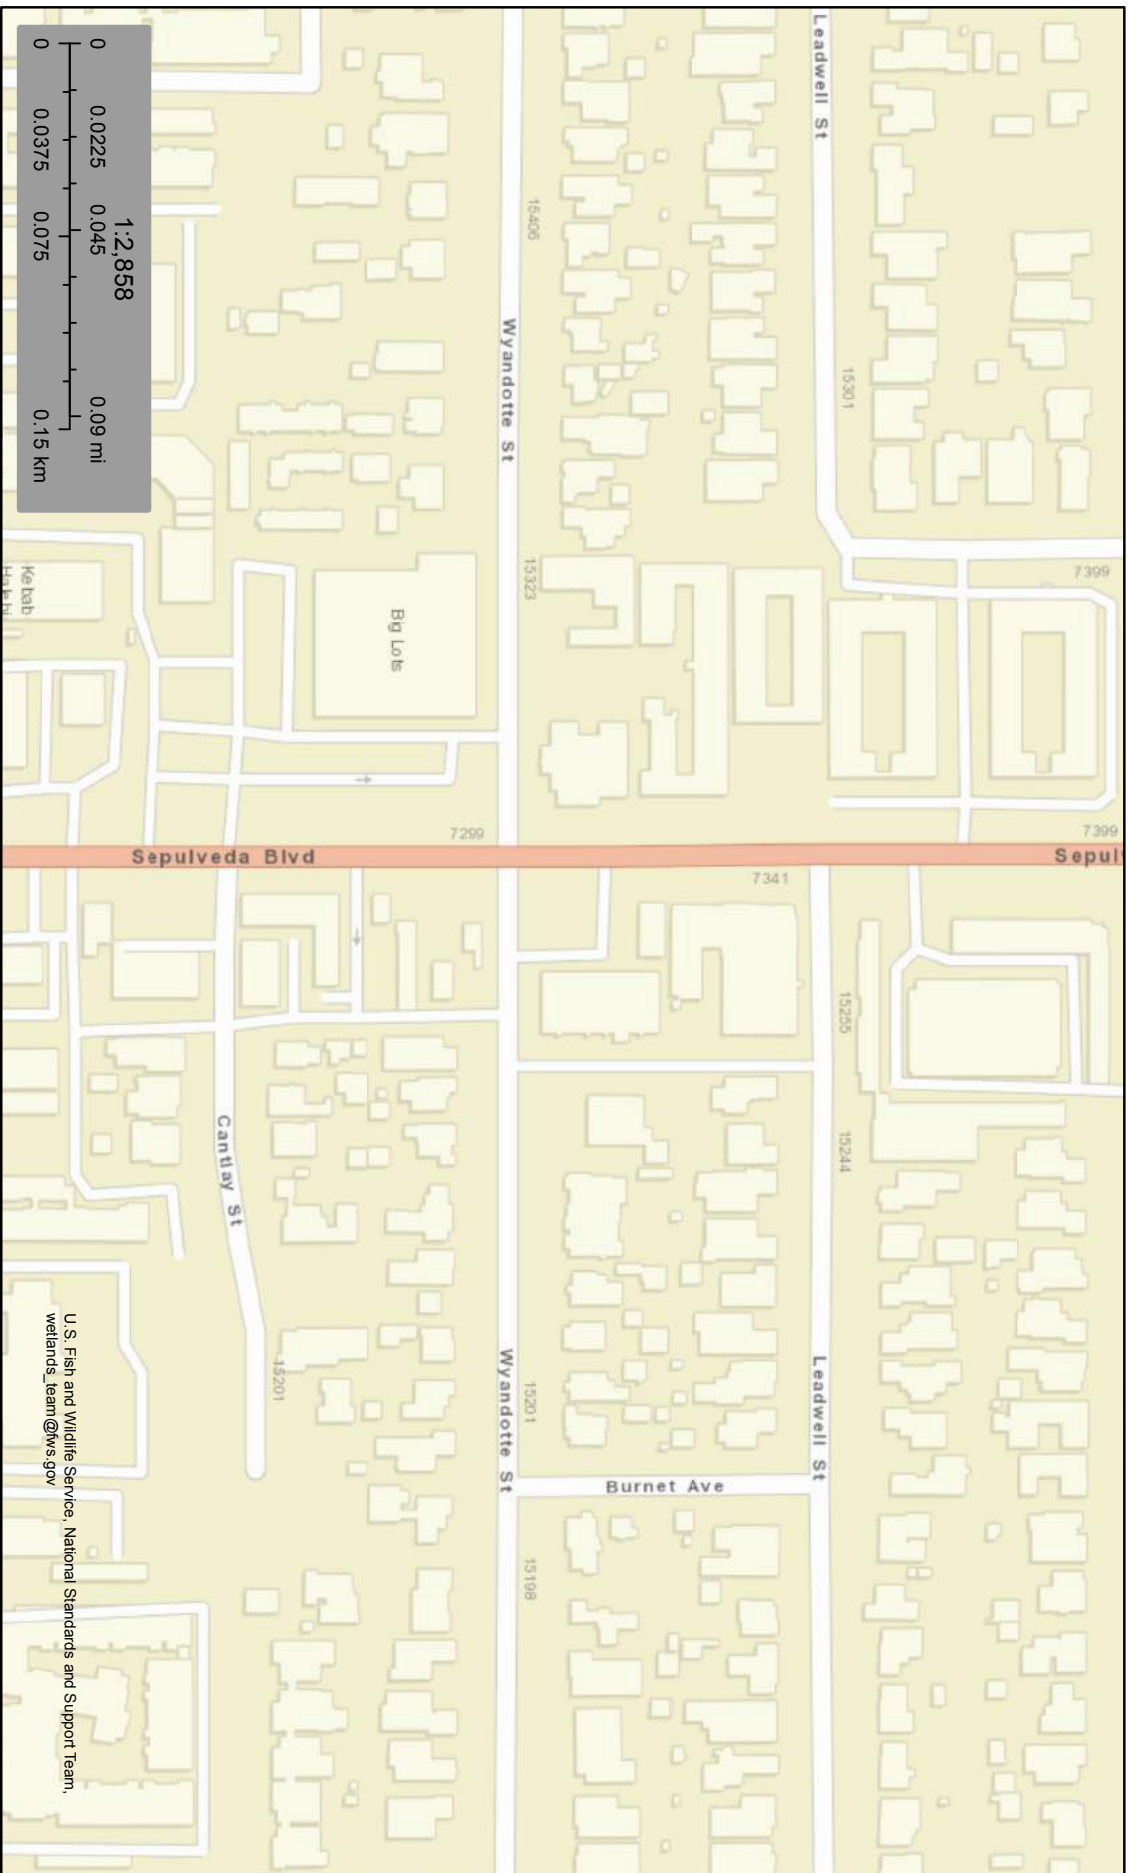 Leadwell St
15406
Wyandotte St
15301
15323
7399
Big Lots
Kebab
Halabi
7299
7399
Sepulveda Blvd
Sepul
7341
15255
15244
Cantlay St
15201
Wyandotte St
15201
Leadwell St
Burnet Ave
15198
1:2,858
0 0.0225 0.045 0.09 mi
0 0.0375 0.075 0.15 km
U.S. Fish and Wildlife Service, National Standards and Support Team,
wetlands_team@fws.gov